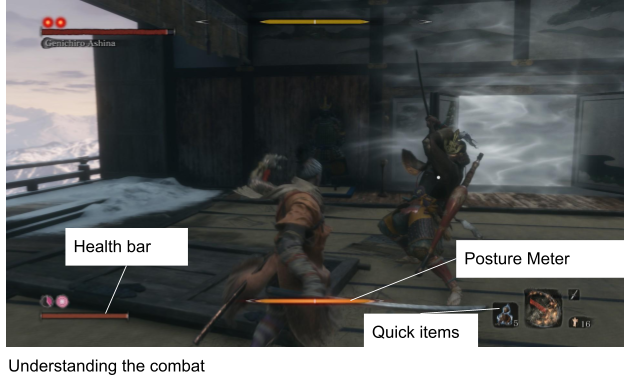 Genichiro Ashina
Health bar
Posture Meter
Quick items
5
16
Understanding the combat